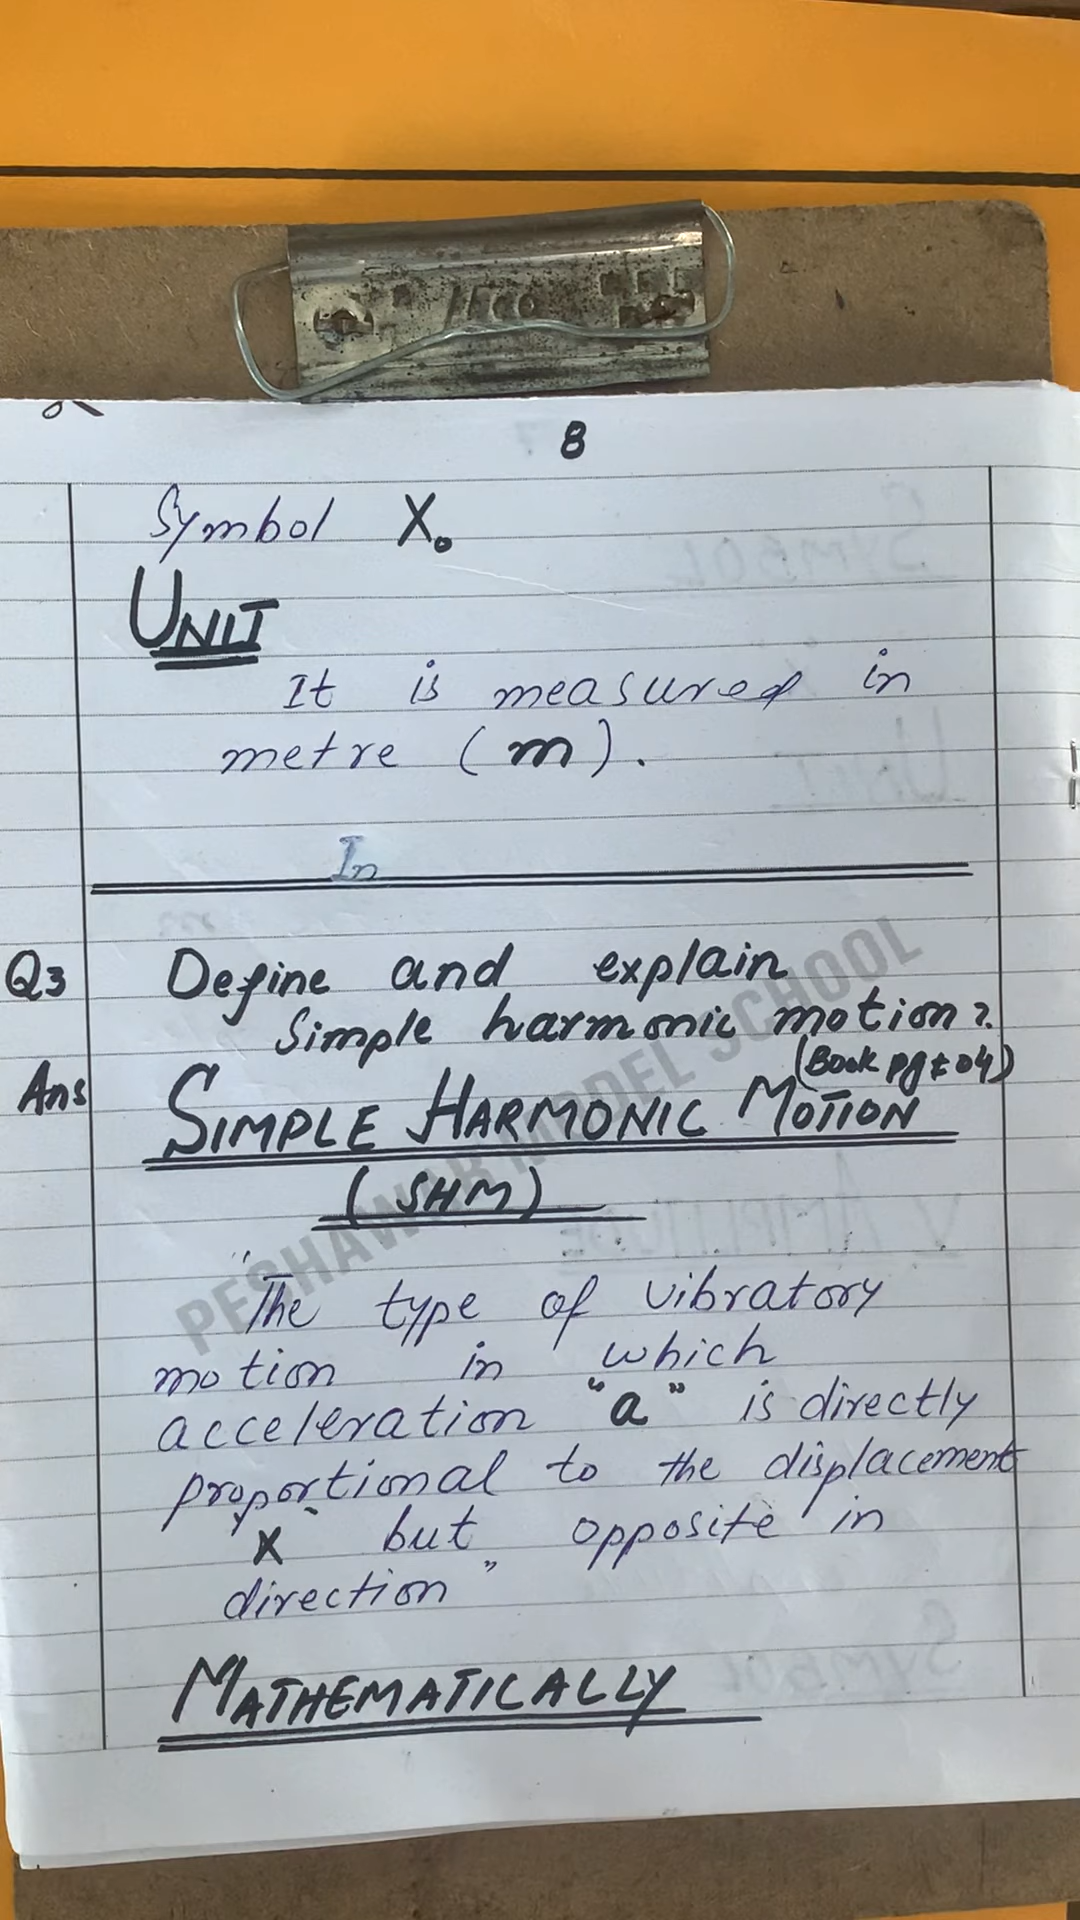 8
Symbol X₀
UNIT
It is measured in
metre (m).
In
Q3 Define and explain
Simple harmonic motion?
(Book pg # 04)
Ans SIMPLE HARMONIC MOTION
(SHM)
"The type of vibratory
motion in which
acceleration "a" is directly
proportional to the displacement
"x" but opposite in
direction"
MATHEMATICALLY
PESHAWAR MODEL SCHOOL